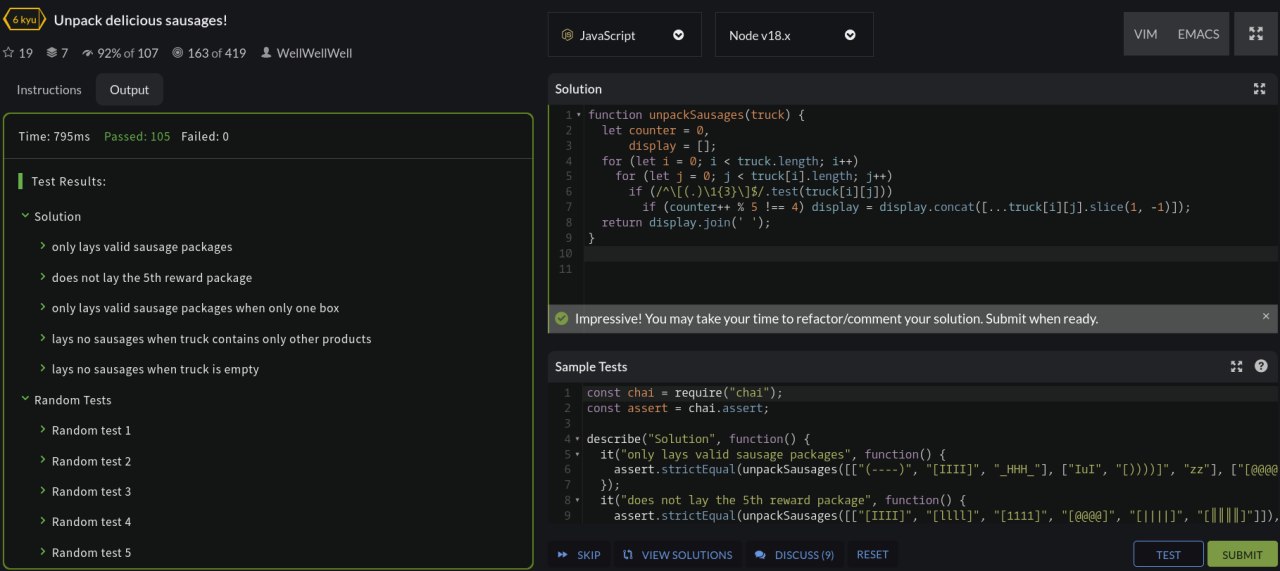 6 kyu Unpack delicious sausages!
19 7 92% of 107 163 of 419 WellWellWell
JavaScript
Node v18.x
VIM EMACS
Instructions Output
Time: 795ms Passed: 105 Failed: 0
Test Results:
Solution
only lays valid sausage packages
does not lay the 5th reward package
only lays valid sausage packages when only one box
lays no sausages when truck contains only other products
lays no sausages when truck is empty
Random Tests
Random test 1
Random test 2
Random test 3
Random test 4
Random test 5
Solution
1 function unpackSausages(truck) {
2 let counter = 0,
3 display = [];
4 for (let i = 0; i < truck.length; i++)
5 for (let j = 0; j < truck[i].length; j++)
6 if (/^\[(.)\1{3}\]$/.test(truck[i][j]))
7 if (counter++ % 5 !== 4) display = display.concat([...truck[i][j].slice(1, -1)]);
8 return display.join(' ');
9 }
10
11
Impressive! You may take your time to refactor/comment your solution. Submit when ready. ×
Sample Tests ?
1 const chai = require("chai");
2 const assert = chai.assert;
3
4 describe("Solution", function() {
5 it("only lays valid sausage packages", function() {
6 assert.strictEqual(unpackSausages([["(----)", "[IIII]", "_HHH_"], ["IuI", "[))))]", "zz"], ["[@@@@
7 });
8 it("does not lay the 5th reward package", function() {
9 assert.strictEqual(unpackSausages([["[IIII]", "[llll]", "[1111]", "[@@@@]", "[||||]", "[║║║║]"]]),
SKIP VIEW SOLUTIONS DISCUSS (9) RESET TEST SUBMIT